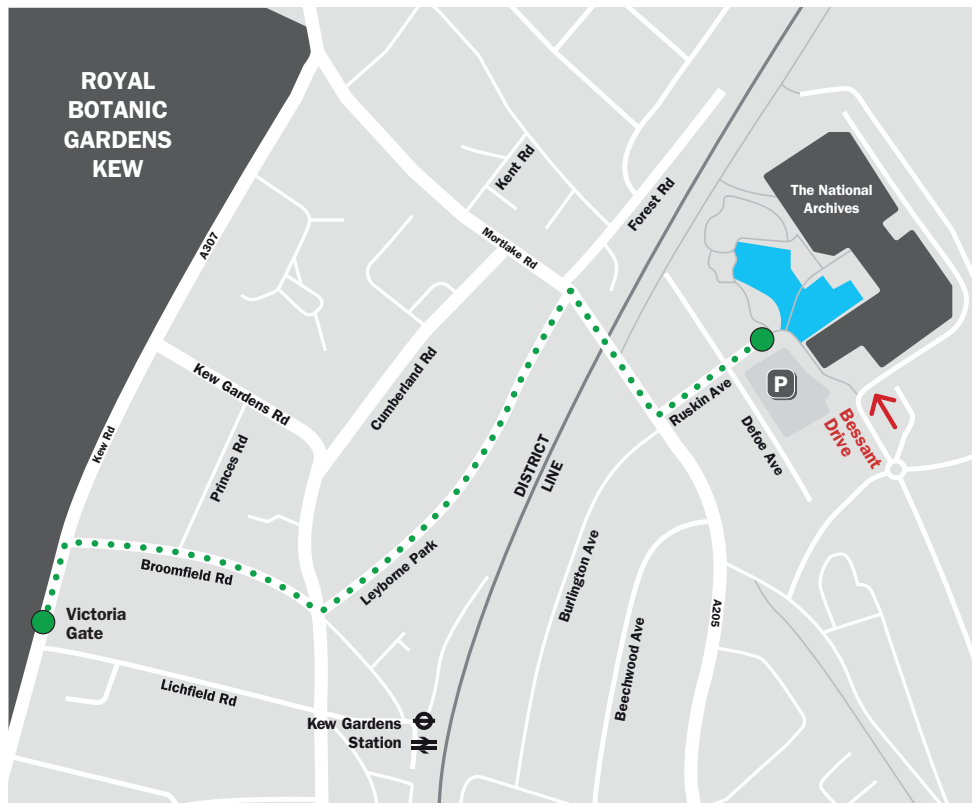 ROYAL
BOTANIC
GARDENS
KEW
Kent Rd
The National
Archives
Forest Rd
Mortlake Rd
A307
Cumberland Rd
Kew Gardens Rd
P
Ruskin Ave
Bessant
Drive
Defoe Ave
Kew Rd
Princes Rd
DISTRICT
LINE
Leyborne Park
Broomfield Rd
Burlington Ave
Victoria
Gate
A205
Beechwood Ave
Lichfield Rd
Kew Gardens
Station